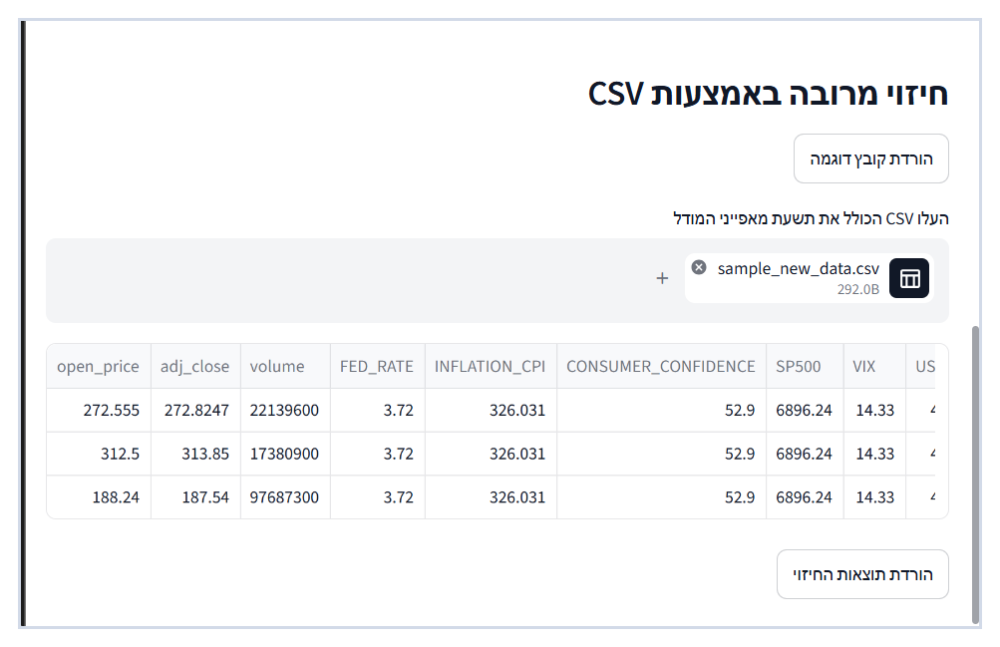 חיזוי מרובה באמצעות CSV
הורדת קובץ דוגמה
העלו CSV הכולל את תשעת מאפייני המודל
sample_new_data.csv
292.0B
+
open_price adj_close volume FED_RATE INFLATION_CPI CONSUMER_CONFIDENCE SP500 VIX US
272.555 272.8247 22139600 3.72 326.031 52.9 6896.24 14.33
312.5 313.85 17380900 3.72 326.031 52.9 6896.24 14.33
188.24 187.54 97687300 3.72 326.031 52.9 6896.24 14.33
הורדת תוצאות החיזוי